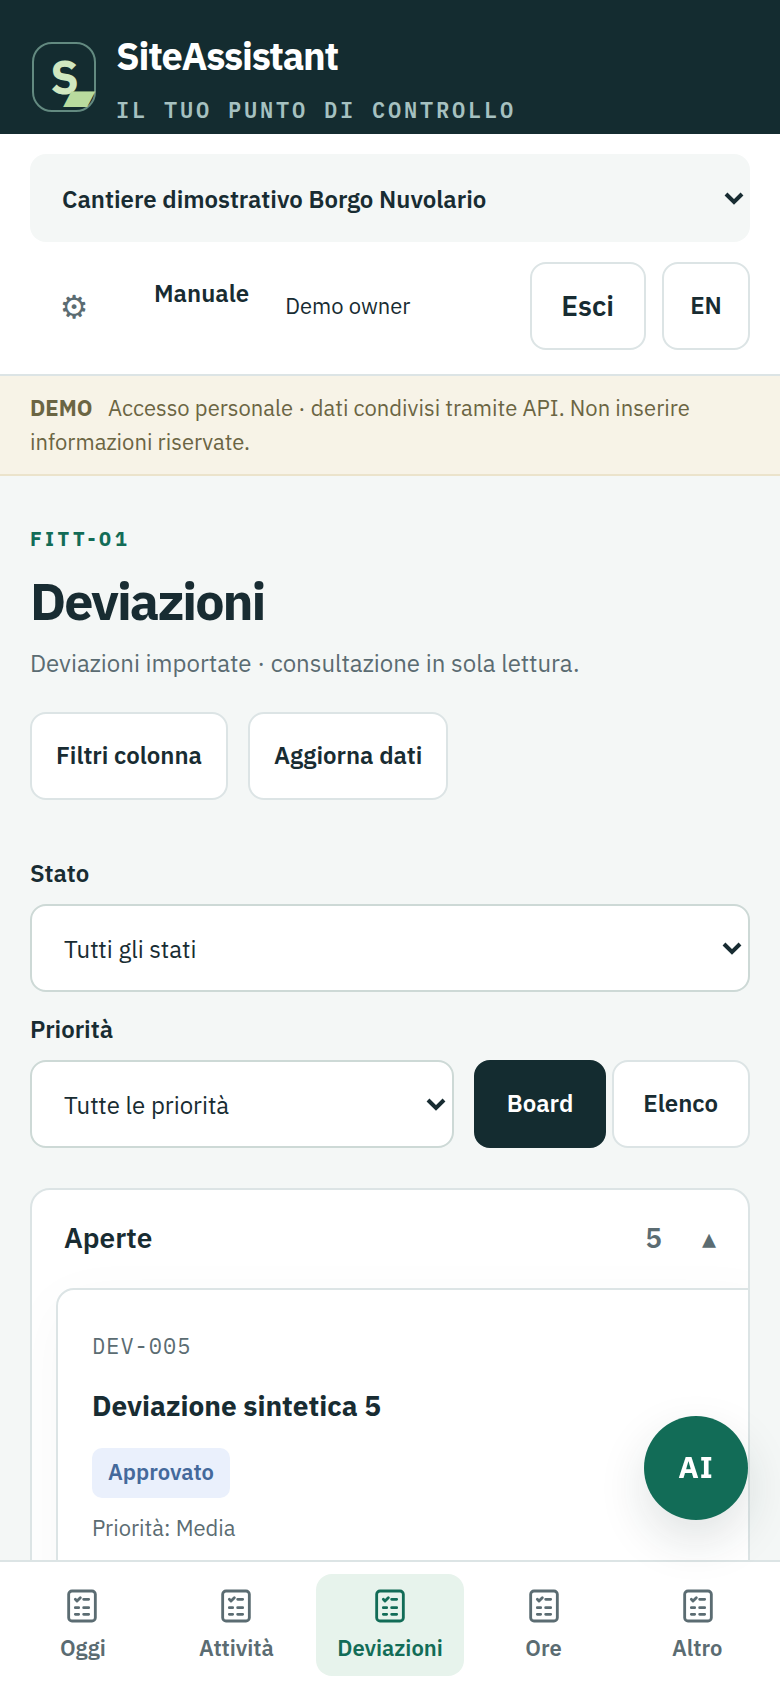 S
SiteAssistant
IL TUO PUNTO DI CONTROLLO
Cantiere dimostrativo Borgo Nuvolario
Manuale
Demo owner
Esci
EN
DEMO Accesso personale · dati condivisi tramite API. Non inserire
informazioni riservate.
FITT-01
Deviazioni
Deviazioni importate · consultazione in sola lettura.
Filtri colonna
Aggiorna dati
Stato
Tutti gli stati
Priorità
Tutte le priorità
Board
Elenco
Aperte 5 ▲
DEV-005
Deviazione sintetica 5
Approvato
AI
Priorità: Media
Oggi
Attività
Deviazioni
Ore
Altro